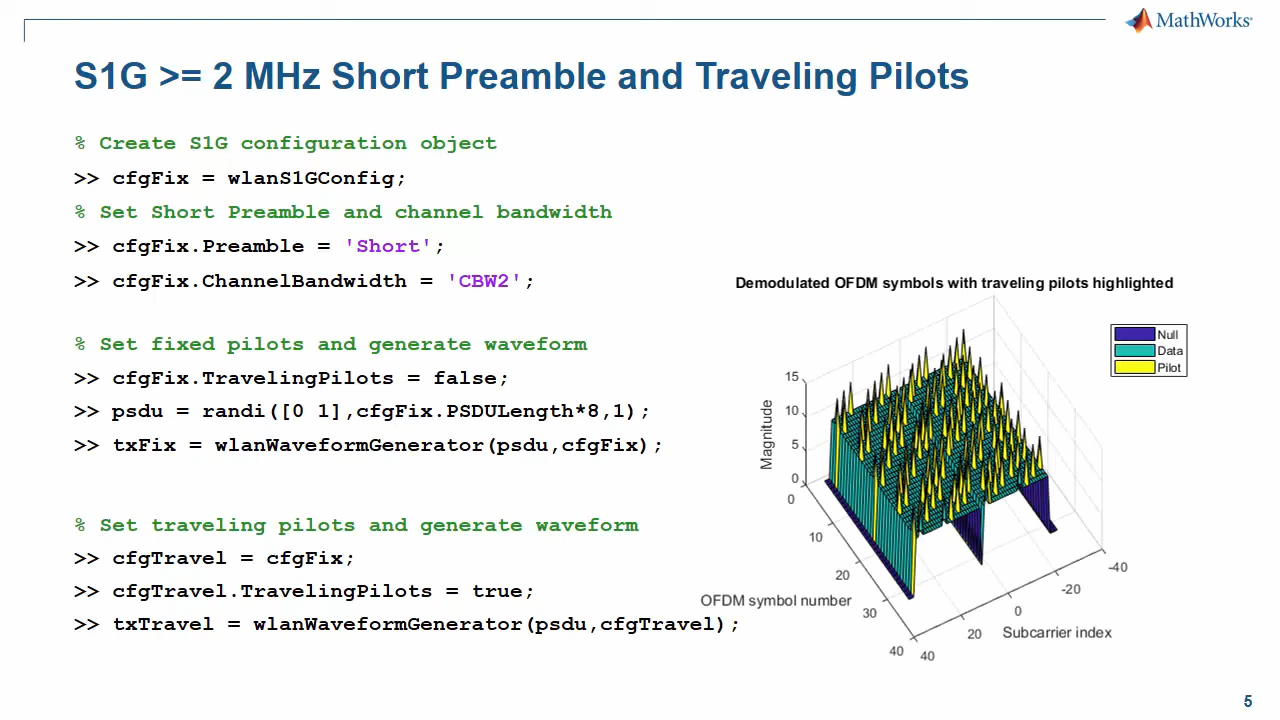 MathWorks
S1G >= 2 MHz Short Preamble and Traveling Pilots
% Create S1G configuration object
>> cfgFix = wlanS1GConfig;
% Set Short Preamble and channel bandwidth
>> cfgFix.Preamble = 'Short';
>> cfgFix.ChannelBandwidth = 'CBW2';
% Set fixed pilots and generate waveform
>> cfgFix.TravelingPilots = false;
>> psdu = randi([0 1],cfgFix.PSDULength*8,1);
>> txFix = wlanWaveformGenerator(psdu,cfgFix);
% Set traveling pilots and generate waveform
>> cfgTravel = cfgFix;
>> cfgTravel.TravelingPilots = true;
>> txTravel = wlanWaveformGenerator(psdu,cfgTravel);
Demodulated OFDM symbols with traveling pilots highlighted
Null
Data
Pilot
Magnitude
15
10
5
0
0
10
20
30
40
OFDM symbol number
40
20
0
-20
-40
Subcarrier index
5